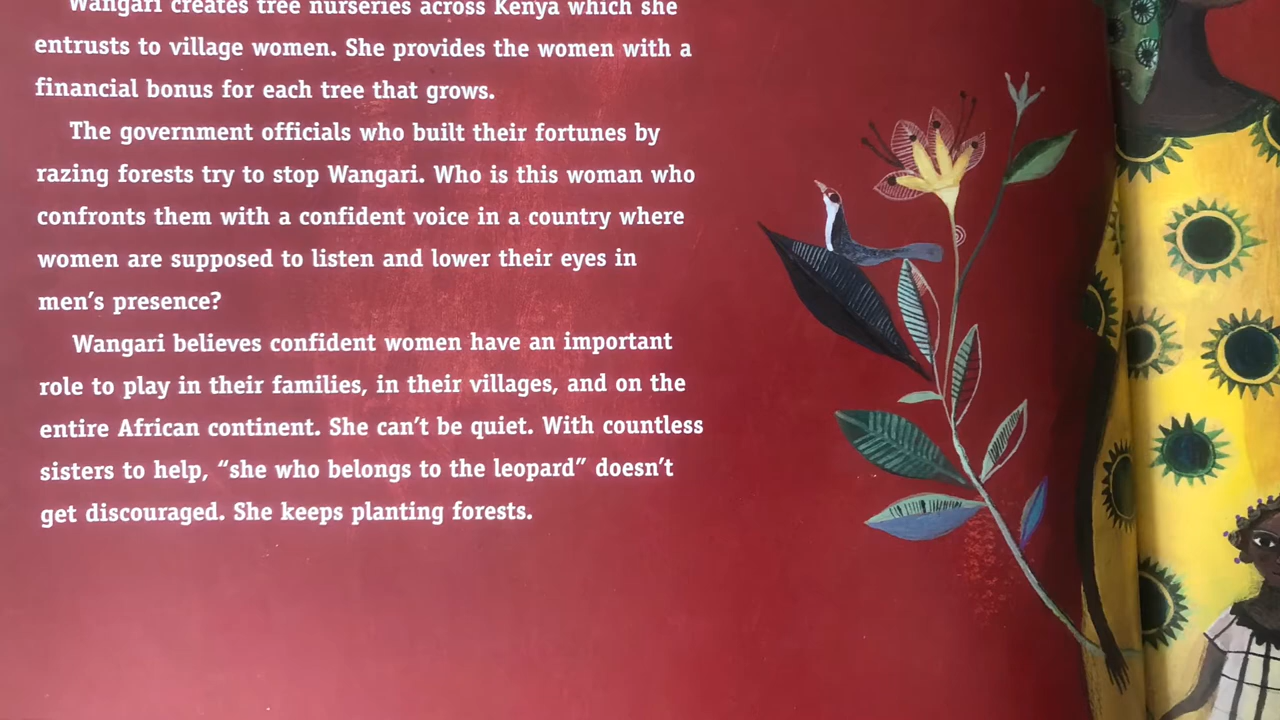 Wangari creates tree nurseries across Kenya which she
entrusts to village women. She provides the women with a
financial bonus for each tree that grows.
The government officials who built their fortunes by
razing forests try to stop Wangari. Who is this woman who
confronts them with a confident voice in a country where
women are supposed to listen and lower their eyes in
men's presence?
Wangari believes confident women have an important
role to play in their families, in their villages, and on the
entire African continent. She can't be quiet. With countless
sisters to help, “she who belongs to the leopard” doesn't
get discouraged. She keeps planting forests.